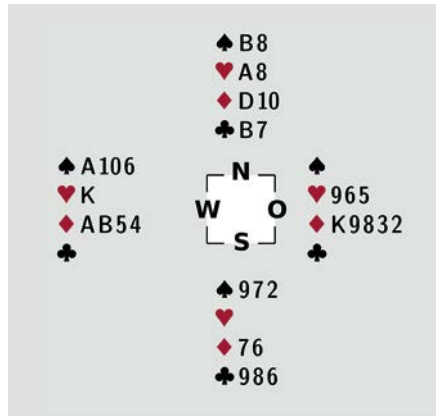 ♠ B8
♥ A8
♦ D10
♣ B7
♠ A106
♥ K
♦ AB54
♣
N
W O
S
♠
♥ 965
♦ K9832
♣
♠ 972
♥
♦ 76
♣ 986